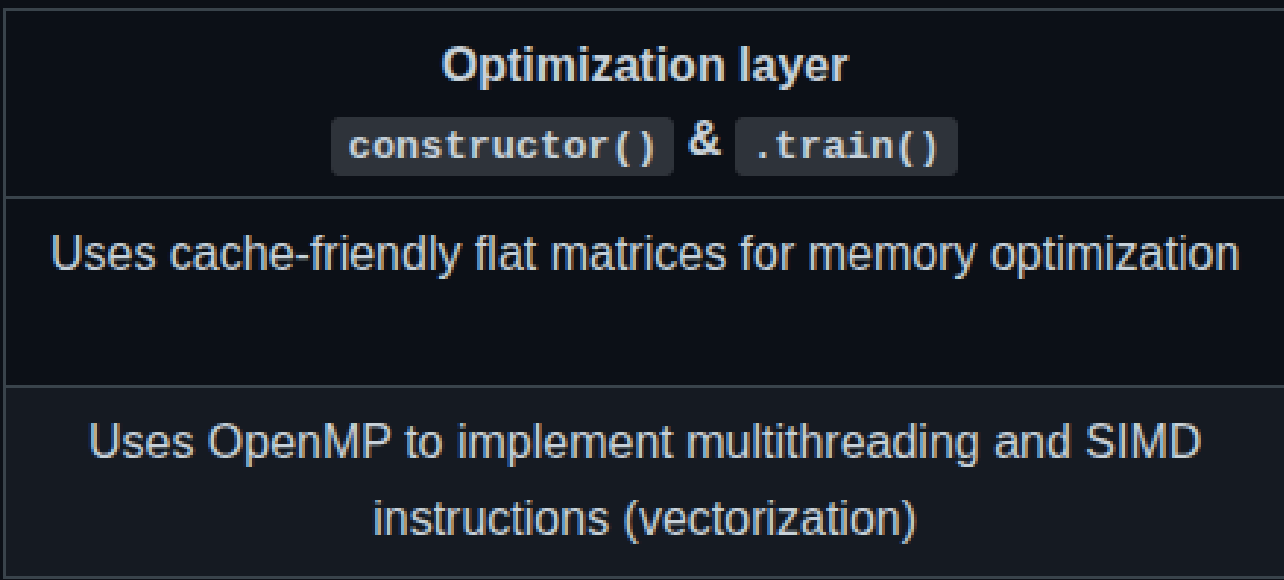 Optimization layer
constructor() & .train()
Uses cache-friendly flat matrices for memory optimization
Uses OpenMP to implement multithreading and SIMD
instructions (vectorization)